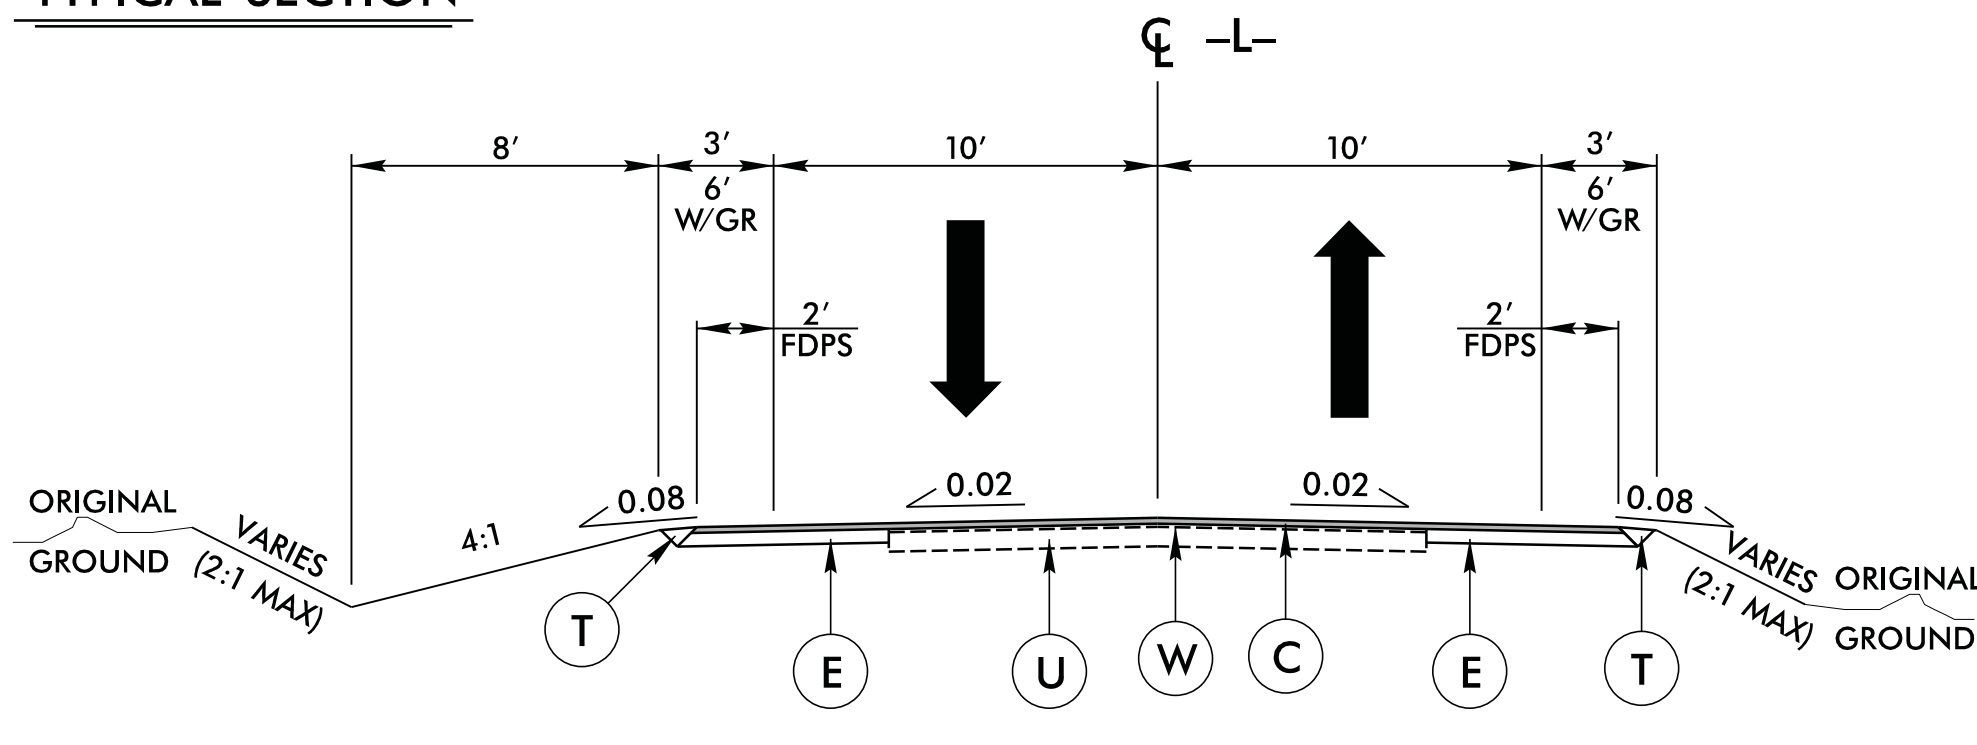 TYPICAL SECTION
℄ –L–
8′
3′
10′
10′
3′
6′
W/GR
6′
W/GR
2′
FDPS
2′
FDPS
0.08
0.02
0.02
0.08
ORIGINAL
GROUND
VARIES
(2:1 MAX)
4:1
VARIES
(2:1 MAX)
ORIGINAL
GROUND
T
E
U
W
C
E
T